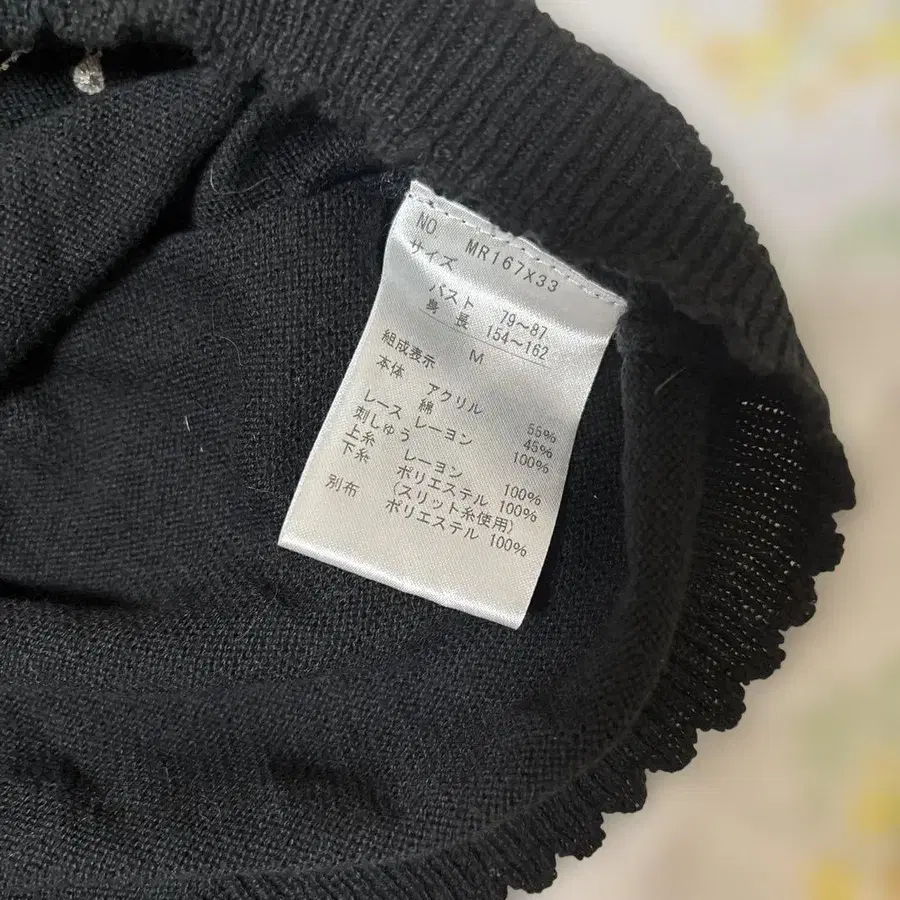 NO MR167X33
サイズ
バスト 79～87
身長 154～162
M
組成表示
本体 アクリル 55%
綿 45%
レース レーヨン 100%
刺しゅう
上糸 レーヨン 100%
下糸 ポリエステル 100%
(スリット糸使用)
別布 ポリエステル 100%